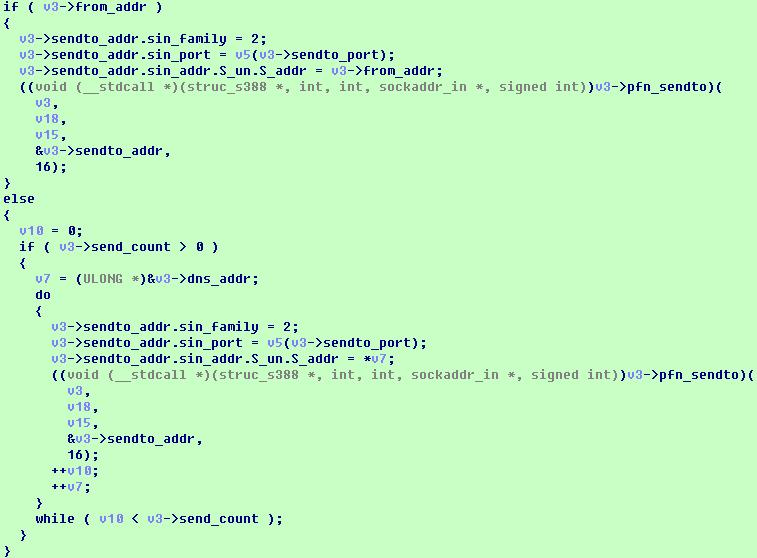 if ( v3->from_addr )
{
  v3->sendto_addr.sin_family = 2;
  v3->sendto_addr.sin_port = v5(v3->sendto_port);
  v3->sendto_addr.sin_addr.S_un.S_addr = v3->from_addr;
  ((void (__stdcall *)(struc_s388 *, int, int, sockaddr_in *, signed int))v3->pfn_sendto)(
    v3,
    v18,
    v15,
    &v3->sendto_addr,
    16);
}
else
{
  v10 = 0;
  if ( v3->send_count > 0 )
  {
    v7 = (ULONG *)&v3->dns_addr;
    do
    {
      v3->sendto_addr.sin_family = 2;
      v3->sendto_addr.sin_port = v5(v3->sendto_port);
      v3->sendto_addr.sin_addr.S_un.S_addr = *v7;
      ((void (__stdcall *)(struc_s388 *, int, int, sockaddr_in *, signed int))v3->pfn_sendto)(
        v3,
        v18,
        v15,
        &v3->sendto_addr,
        16);
      ++v10;
      ++v7;
    }
    while ( v10 < v3->send_count );
  }
}